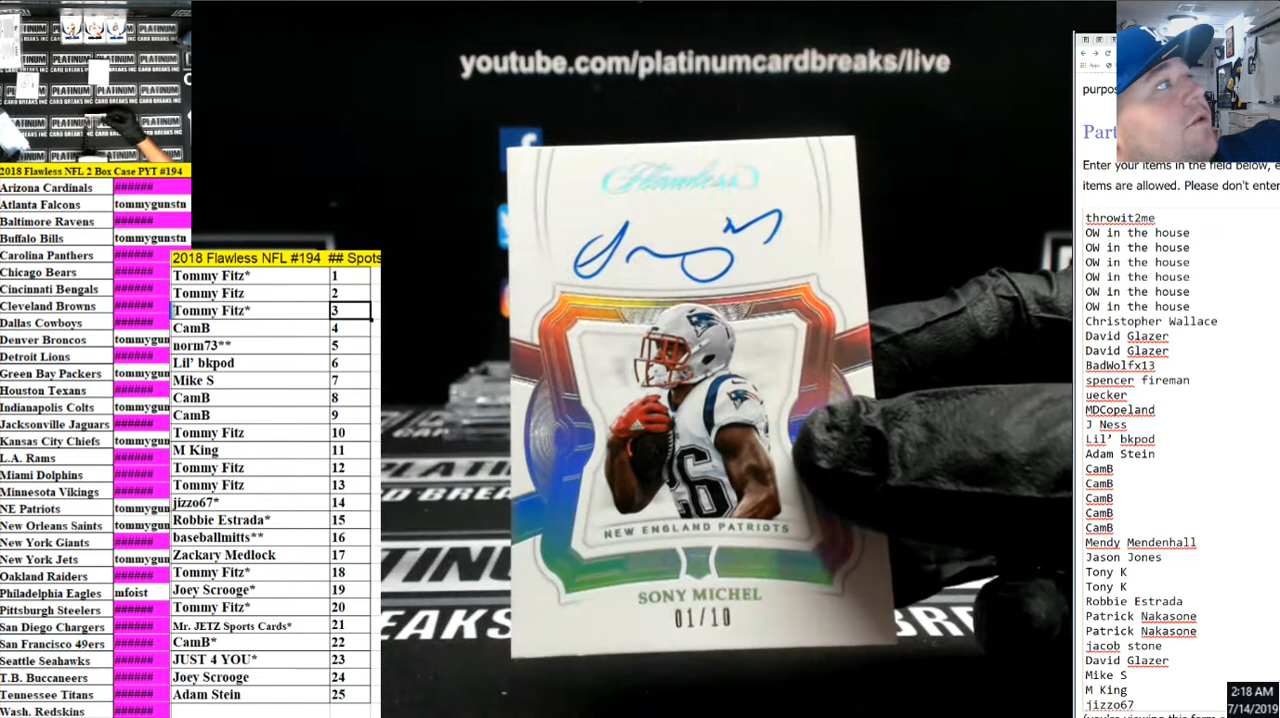 youtube.com/platinumcardbreaks/live
2018 Flawless NFL 2 Box Case PYT #194
Arizona Cardinals ######
Atlanta Falcons tommygunstn
Baltimore Ravens ######
Buffalo Bills tommygunstn
Carolina Panthers ######
Chicago Bears ######
Cincinnati Bengals ######
Cleveland Browns ######
Dallas Cowboys ######
Denver Broncos tommygun
Detroit Lions ######
Green Bay Packers tommygun
Houston Texans ######
Indianapolis Colts tommygun
Jacksonville Jaguars ######
Kansas City Chiefs tommygun
L.A. Rams ######
Miami Dolphins ######
Minnesota Vikings ######
NE Patriots tommygun
New Orleans Saints tommygun
New York Giants ######
New York Jets tommygun
Oakland Raiders ######
Philadelphia Eagles mfoist
Pittsburgh Steelers ######
San Diego Chargers ######
San Francisco 49ers ######
Seattle Seahawks ######
T.B. Buccaneers ######
Tennessee Titans ######
Wash. Redskins ######
2018 Flawless NFL #194 ## Spots
Tommy Fitz* 1
Tommy Fitz 2
Tommy Fitz* 3
CamB 4
norm73** 5
Lil' bkpod 6
Mike S 7
CamB 8
CamB 9
Tommy Fitz 10
M King 11
Tommy Fitz 12
Tommy Fitz 13
jizzo67* 14
Robbie Estrada* 15
baseballmitts** 16
Zackary Medlock 17
Tommy Fitz* 18
Joey Scrooge* 19
Tommy Fitz* 20
Mr. JETZ Sports Cards* 21
CamB* 22
JUST 4 YOU* 23
Joey Scrooge 24
Adam Stein 25
Flawless
NEW ENGLAND PATRIOTS
SONY MICHEL
01/10
purpos
Part
Enter your items in the field below, e
items are allowed. Please don't enter
throwit2me
OW in the house
OW in the house
OW in the house
OW in the house
OW in the house
OW in the house
Christopher Wallace
David Glazer
David Glazer
BadWolfx13
spencer fireman
uecker
MDCopeland
J Ness
Lil’ bkpod
Adam Stein
CamB
CamB
CamB
CamB
CamB
Mendy Mendenhall
Jason Jones
Tony K
Tony K
Robbie Estrada
Patrick Nakasone
Patrick Nakasone
jacob stone
David Glazer
Mike S
M King
jizzo67
2:18 AM
7/14/2019